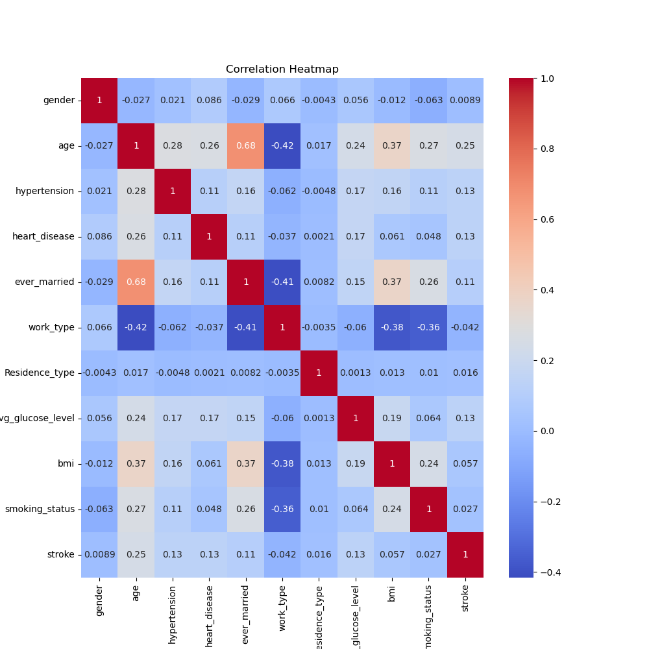 Correlation Heatmap
gender 1 -0.027 0.021 0.086 -0.029 0.066 -0.0043 0.056 -0.012 -0.063 0.0089
age -0.027 1 0.28 0.26 0.68 -0.42 0.017 0.24 0.37 0.27 0.25
hypertension 0.021 0.28 1 0.11 0.16 -0.062 -0.0048 0.17 0.16 0.11 0.13
heart_disease 0.086 0.26 0.11 1 0.11 -0.037 0.0021 0.17 0.061 0.048 0.13
ever_married -0.029 0.68 0.16 0.11 1 -0.41 0.0082 0.15 0.37 0.26 0.11
work_type 0.066 -0.42 -0.062 -0.037 -0.41 1 -0.0035 -0.06 -0.38 -0.36 -0.042
Residence_type -0.0043 0.017 -0.0048 0.0021 0.0082 -0.0035 1 0.0013 0.013 0.01 0.016
vg_glucose_level 0.056 0.24 0.17 0.17 0.15 -0.06 0.0013 1 0.19 0.064 0.13
bmi -0.012 0.37 0.16 0.061 0.37 -0.38 0.013 0.19 1 0.24 0.057
smoking_status -0.063 0.27 0.11 0.048 0.26 -0.36 0.01 0.064 0.24 1 0.027
stroke 0.0089 0.25 0.13 0.13 0.11 -0.042 0.016 0.13 0.057 0.027 1
gender
age
hypertension
heart_disease
ever_married
work_type
esidence_type
_glucose_level
bmi
moking_status
stroke
1.0
0.8
0.6
0.4
0.2
0.0
−0.2
−0.4